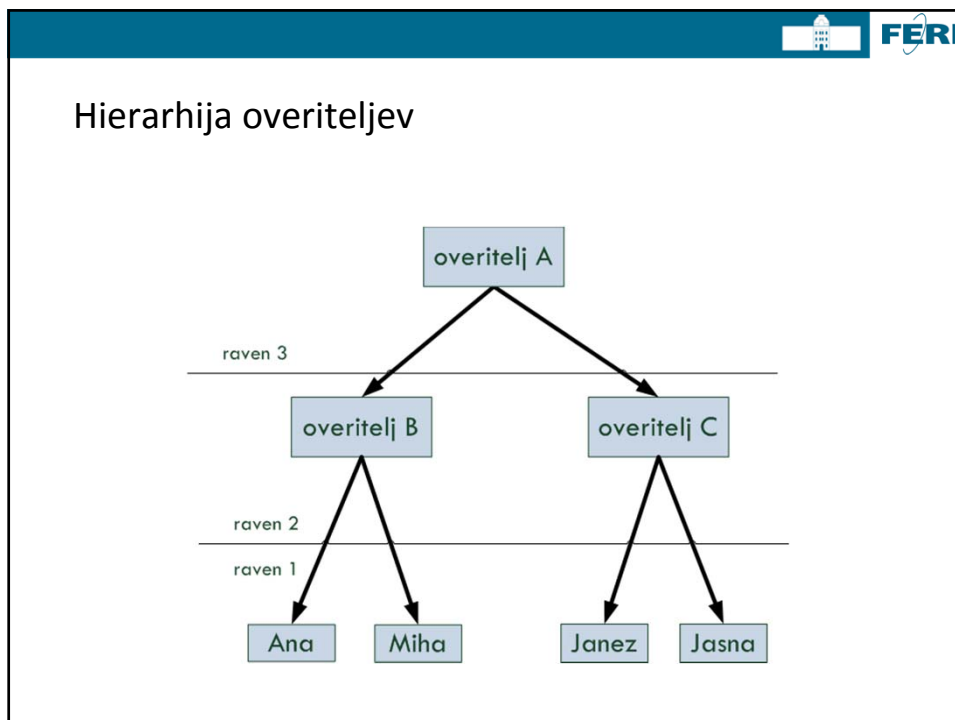 FERI
Hierarhija overiteljev
overitelj A
raven 3
overitelj B
overitelj C
raven 2
raven 1
Ana
Miha
Janez
Jasna